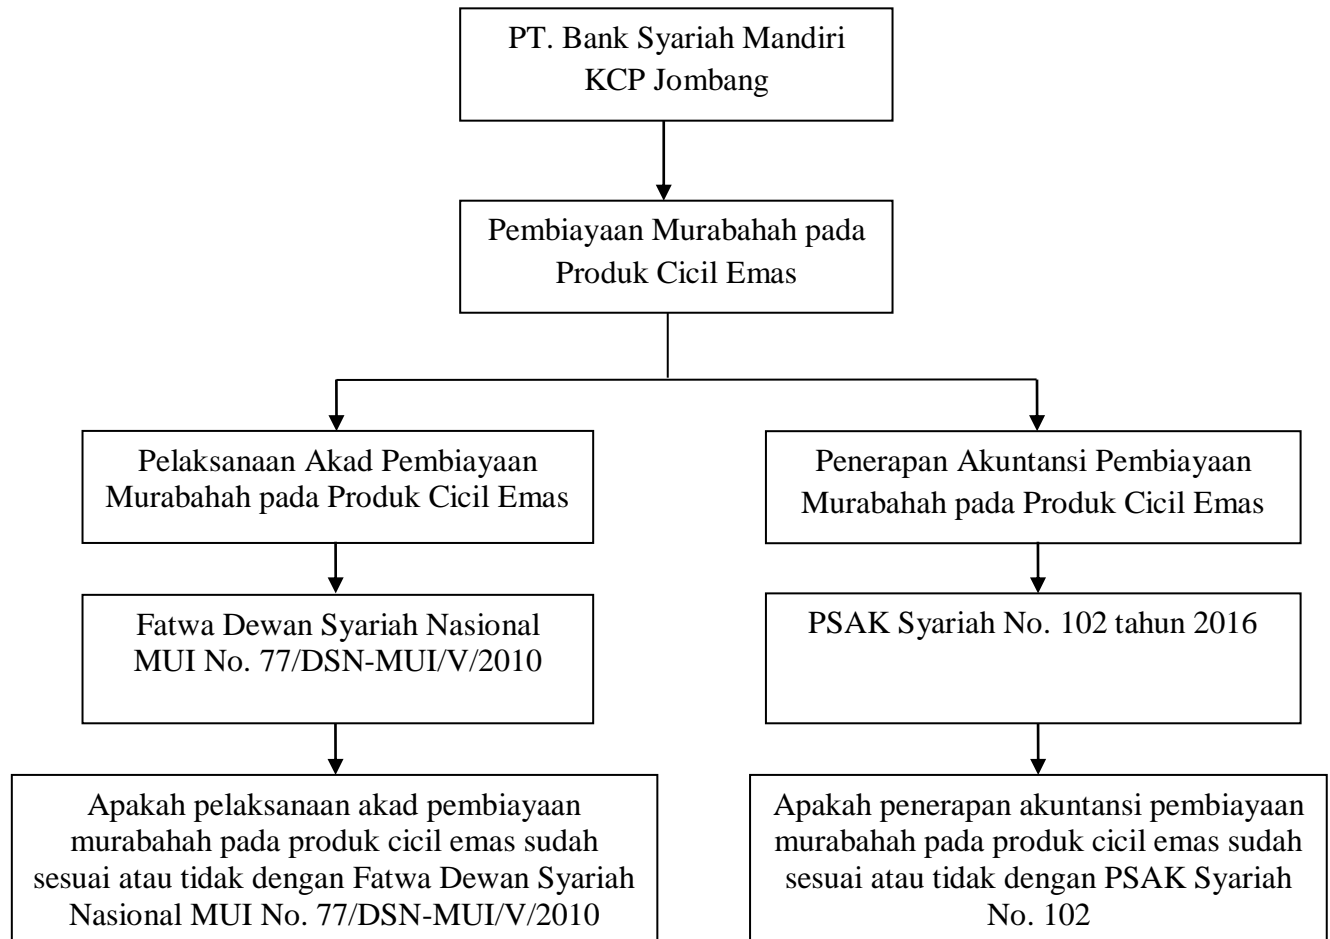 PT. Bank Syariah Mandiri
KCP Jombang
Pembiayaan Murabahah pada
Produk Cicil Emas
Pelaksanaan Akad Pembiayaan
Murabahah pada Produk Cicil Emas
Penerapan Akuntansi Pembiayaan
Murabahah pada Produk Cicil Emas
Fatwa Dewan Syariah Nasional
MUI No. 77/DSN-MUI/V/2010
PSAK Syariah No. 102 tahun 2016
Apakah pelaksanaan akad pembiayaan
murabahah pada produk cicil emas sudah
sesuai atau tidak dengan Fatwa Dewan Syariah
Nasional MUI No. 77/DSN-MUI/V/2010
Apakah penerapan akuntansi pembiayaan
murabahah pada produk cicil emas sudah
sesuai atau tidak dengan PSAK Syariah
No. 102